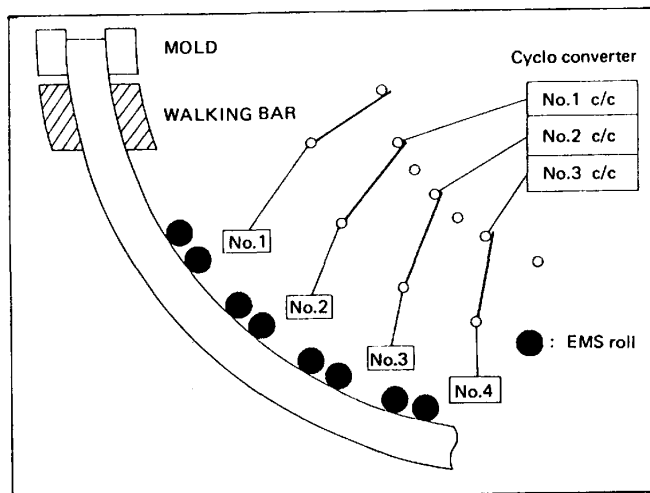 MOLD
WALKING BAR
Cyclo converter
No.1 c/c
No.2 c/c
No.3 c/c
No.1
No.2
No.3
No.4
: EMS roll